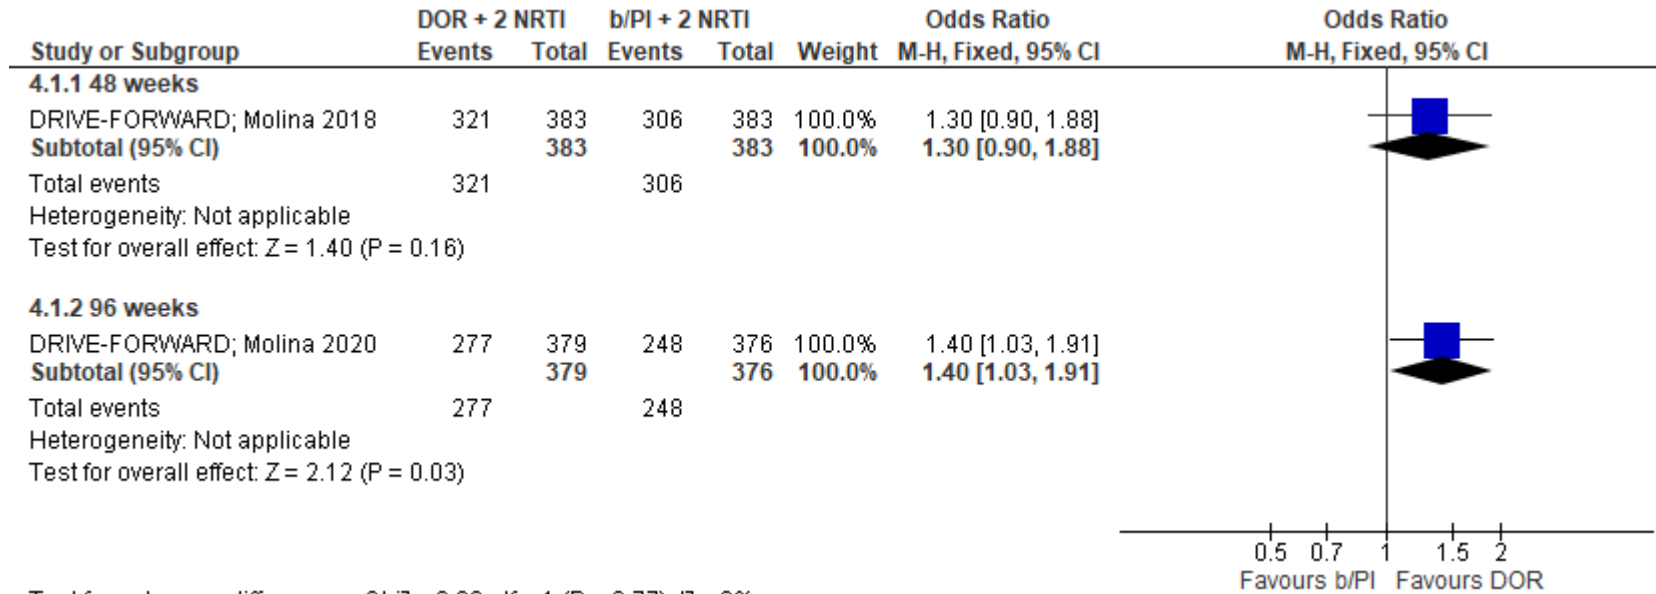 DOR + 2 NRTI b/PI + 2 NRTI Odds Ratio Odds Ratio
Study or Subgroup Events Total Events Total Weight M-H, Fixed, 95% CI M-H, Fixed, 95% CI
4.1.1 48 weeks
DRIVE-FORWARD; Molina 2018 321 383 306 383 100.0% 1.30 [0.90, 1.88]
Subtotal (95% CI) 383 383 100.0% 1.30 [0.90, 1.88]
Total events 321 306
Heterogeneity: Not applicable
Test for overall effect: Z = 1.40 (P = 0.16)
4.1.2 96 weeks
DRIVE-FORWARD; Molina 2020 277 379 248 376 100.0% 1.40 [1.03, 1.91]
Subtotal (95% CI) 379 376 100.0% 1.40 [1.03, 1.91]
Total events 277 248
Heterogeneity: Not applicable
Test for overall effect: Z = 2.12 (P = 0.03)
0.5 0.7 1 1.5 2
Favours b/PI Favours DOR